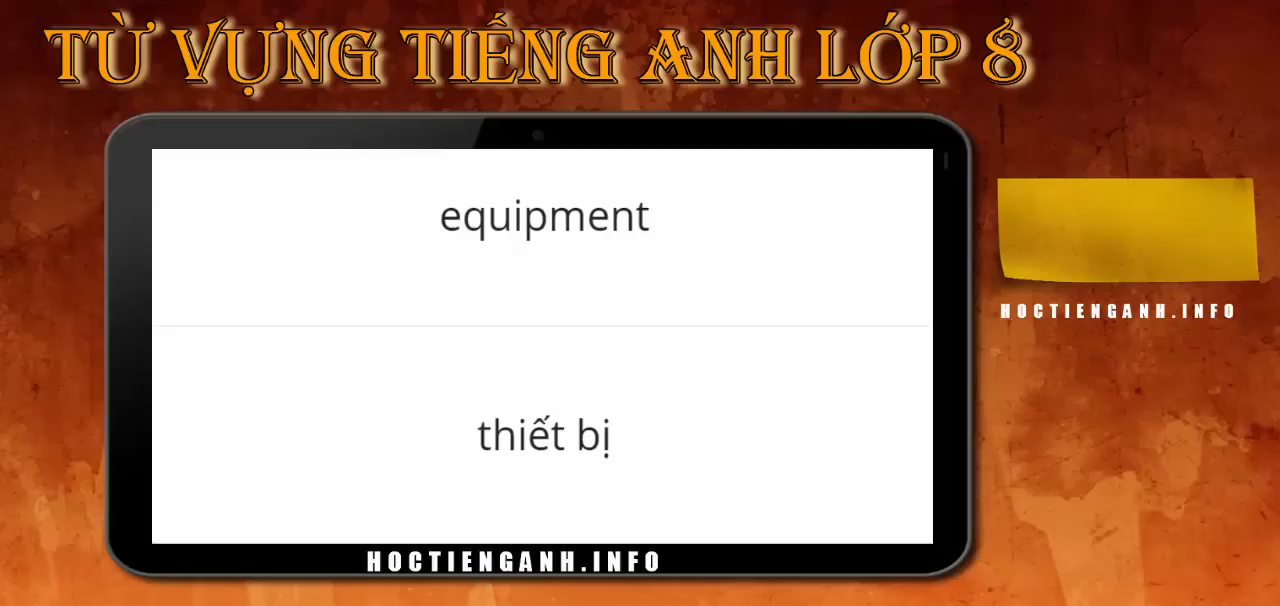 TỪ VỰNG TIẾNG ANH LỚP 8
equipment
thiết bị
HOCTIENGANH.INFO
HOCTIENGANH.INFO